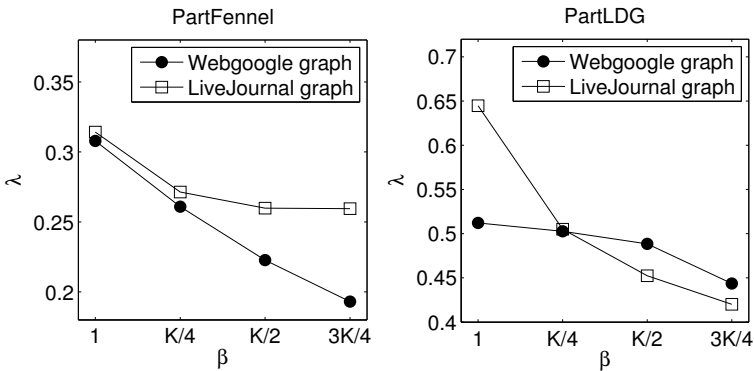 PartFennel
Webgoogle graph
LiveJournal graph
0.35
0.3
0.25
0.2
λ
1
K/4
K/2
3K/4
β
PartLDG
Webgoogle graph
LiveJournal graph
0.7
0.65
0.6
0.55
0.5
0.45
0.4
λ
1
K/4
K/2
3K/4
β